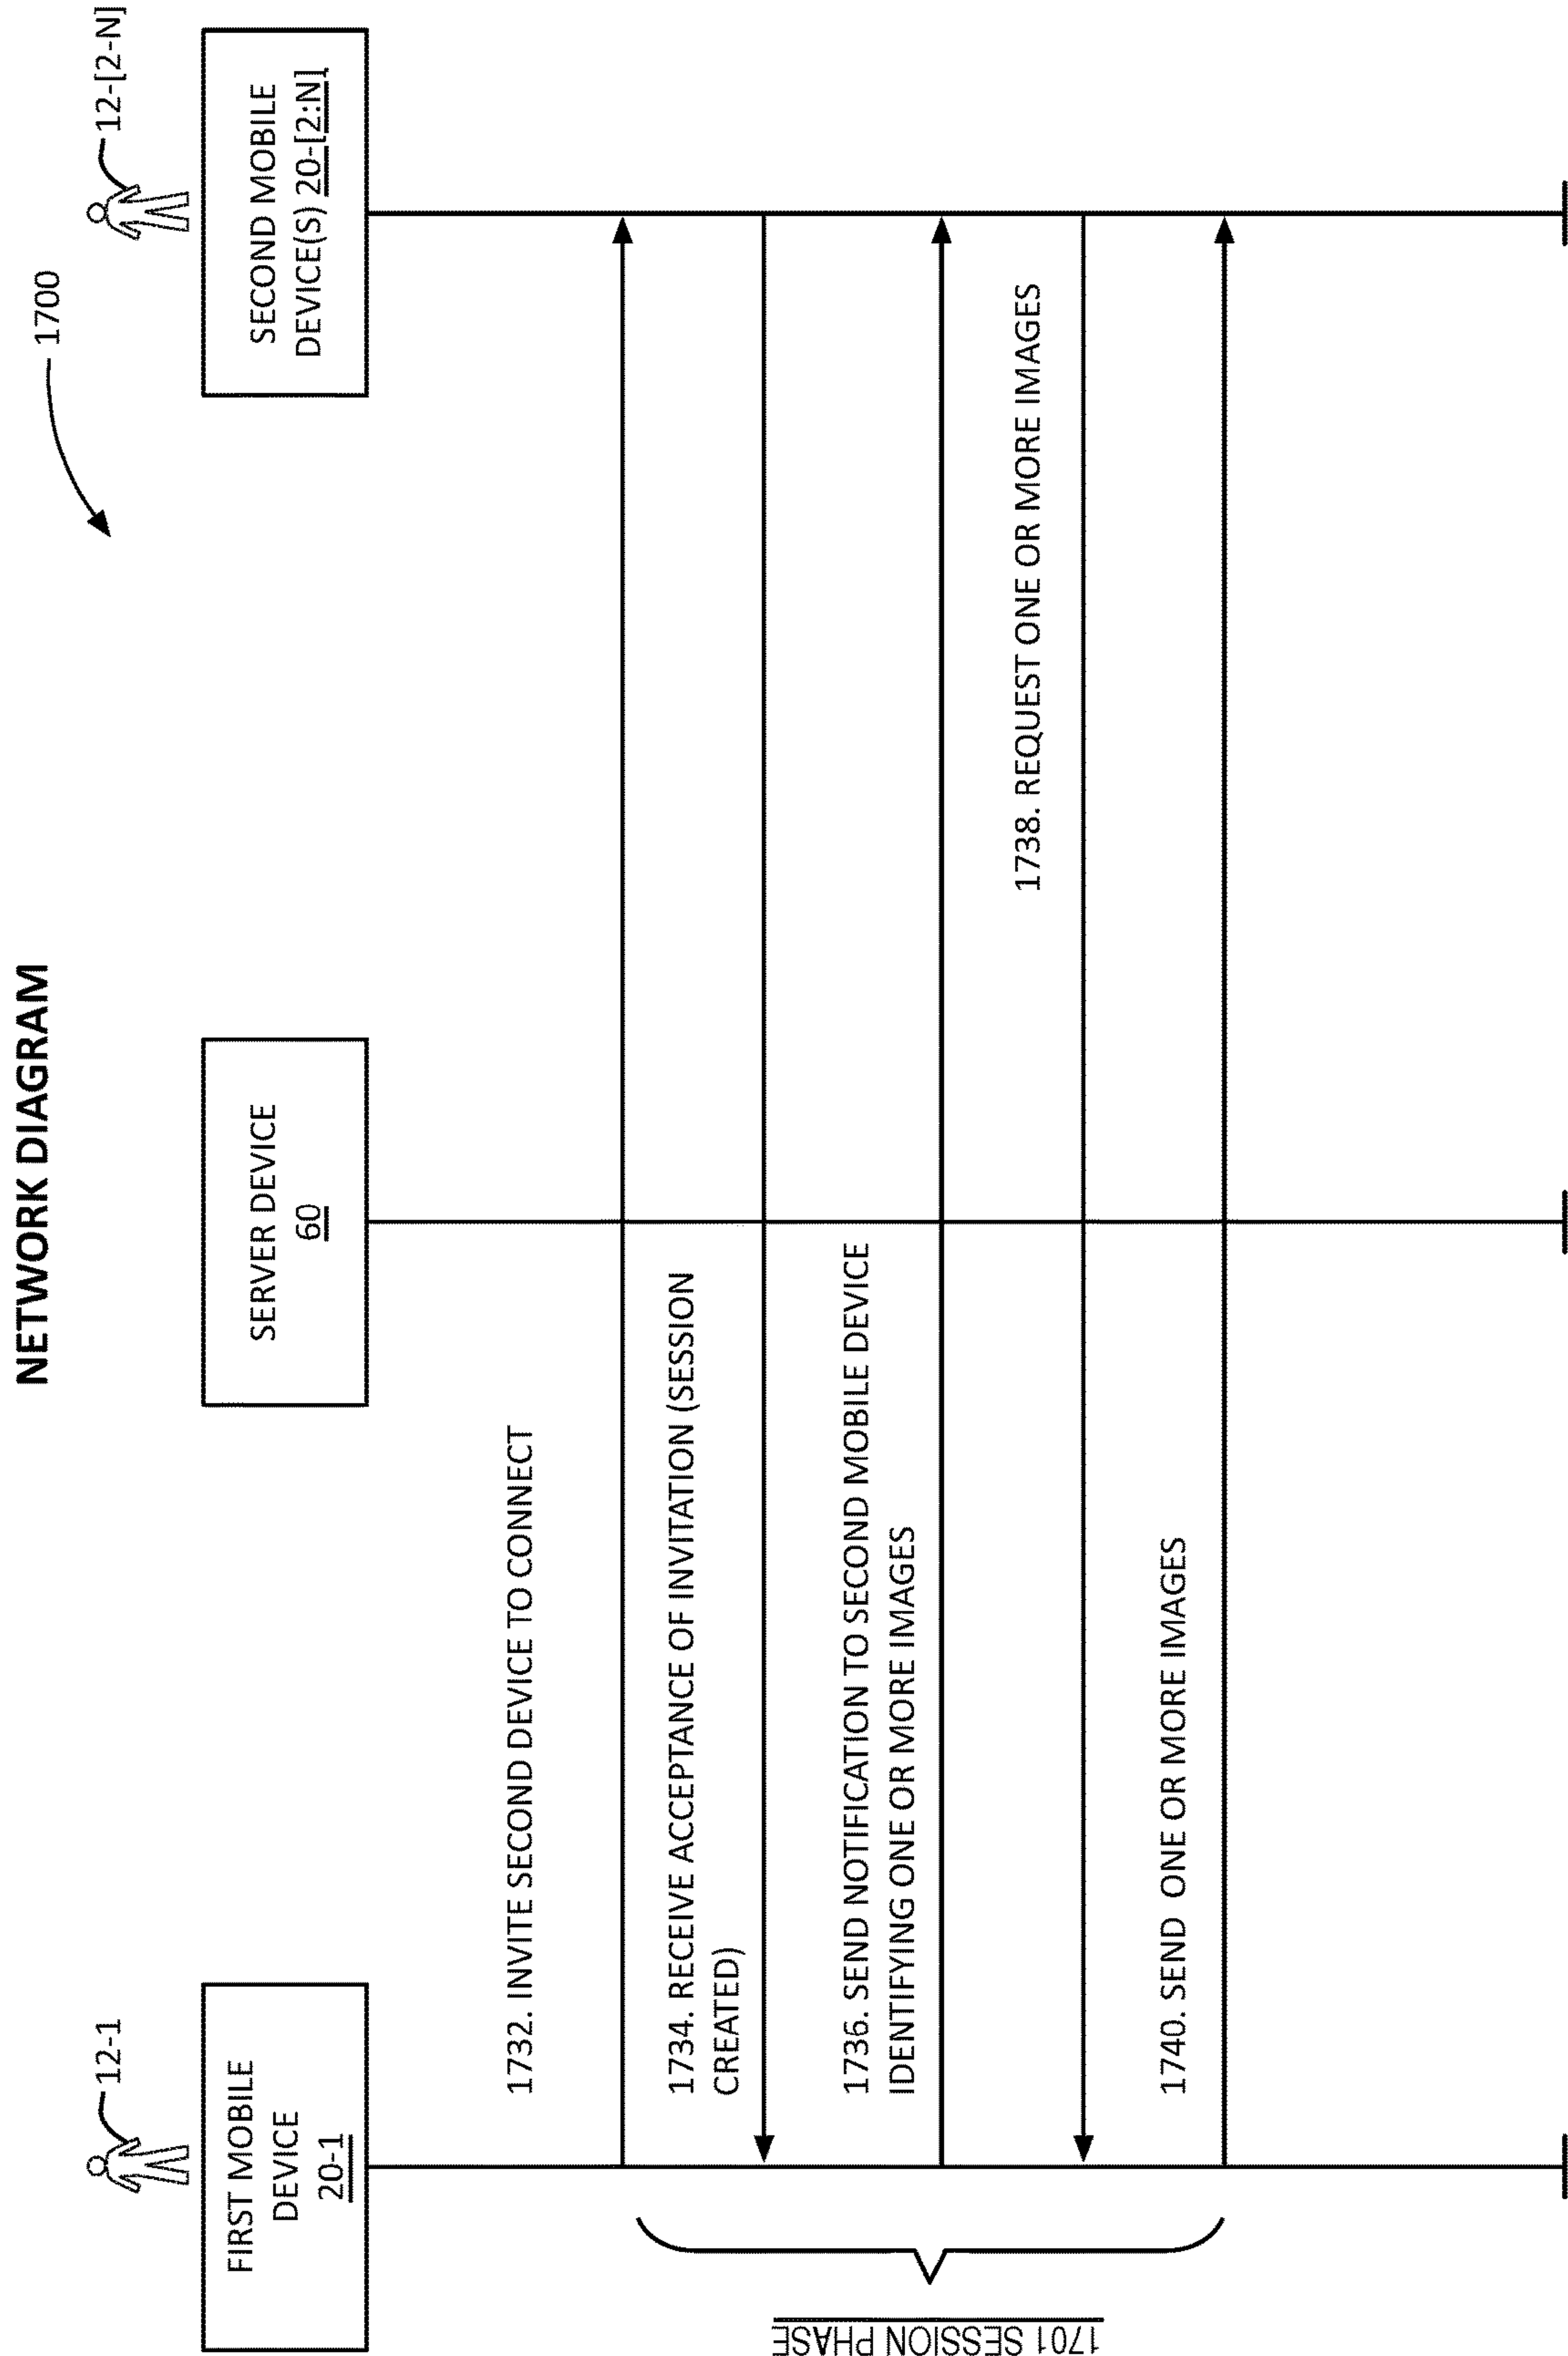 NETWORK DIAGRAM
1700
12-1
12-[2-N]
FIRST MOBILE
DEVICE
20-1
SERVER DEVICE
60
SECOND MOBILE
DEVICE(S) 20-[2:N]
1732. INVITE SECOND DEVICE TO CONNECT
1734. RECEIVE ACCEPTANCE OF INVITATION (SESSION
CREATED)
1736. SEND NOTIFICATION TO SECOND MOBILE DEVICE
IDENTIFYING ONE OR MORE IMAGES
1738. REQUEST ONE OR MORE IMAGES
1740. SEND ONE OR MORE IMAGES
1701 SESSION PHASE